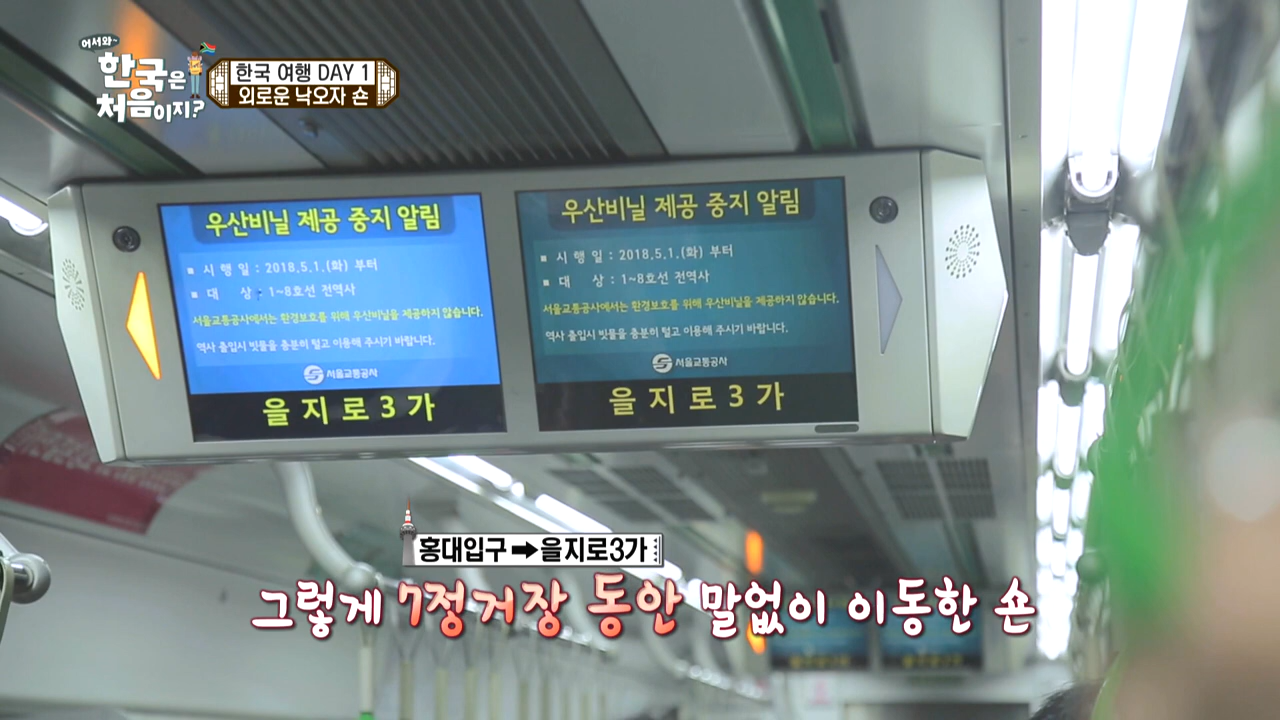 어서와~
한국은
처음이지?
한국 여행 DAY 1
외로운 낙오자 숀
우산비닐 제공 중지 알림
■ 시 행 일 : 2018.5.1.(화) 부터
■ 대 상 : 1~8호선 전역사
서울교통공사에서는 환경보호를 위해 우산비닐을 제공하지 않습니다.
역사 출입시 빗물을 충분히 털고 이용해 주시기 바랍니다.
서울교통공사
을지로3가
우산비닐 제공 중지 알림
■ 시 행 일 : 2018.5.1.(화) 부터
■ 대 상 : 1~8호선 전역사
서울교통공사에서는 환경보호를 위해 우산비닐을 제공하지 않습니다.
역사 출입시 빗물을 충분히 털고 이용해 주시기 바랍니다.
서울교통공사
을지로3가
홍대입구 ➡ 을지로3가
그렇게 7정거장 동안 말없이 이동한 숀